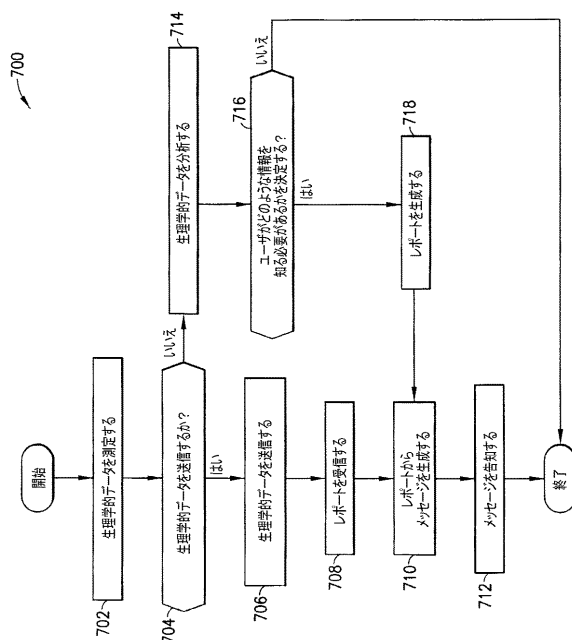 700
開始
702
生理学的データを測定する
704
生理学的データを送信するか?
いいえ
はい
714
生理学的データを分析する
706
生理学的データを送信する
716
ユーザがどのような情報を
知る必要があるかを決定する?
いいえ
はい
708
レポートを受信する
718
レポートを生成する
710
レポートから
メッセージを生成する
712
メッセージを告知する
終了